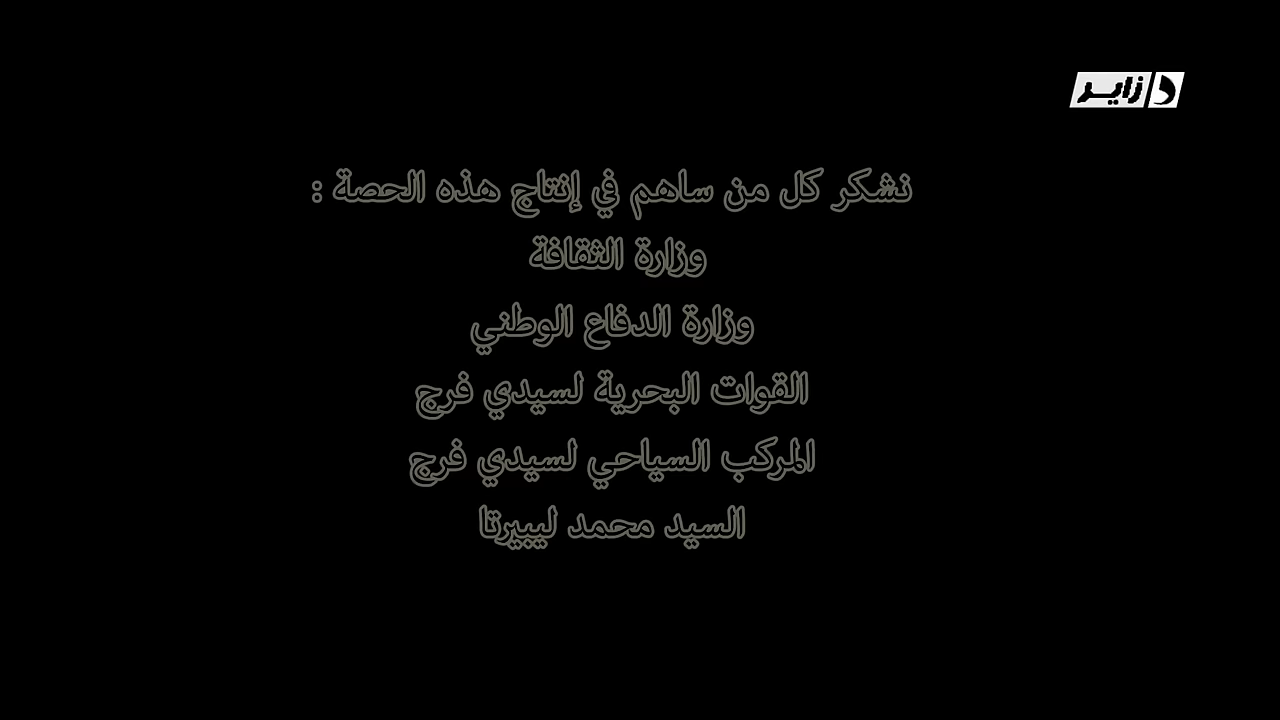 دزاير
نشكر كل من ساهم في إنتاج هذه الحصة :
وزارة الثقافة
وزارة الدفاع الوطني
القوات البحرية لسيدي فرج
المركب السياحي لسيدي فرج
السيد محمد ليبيرتا